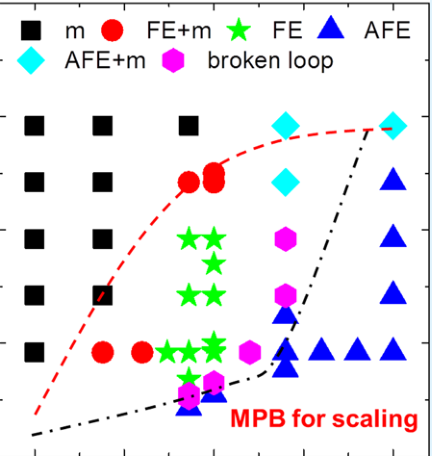 m FE+m FE AFE
AFE+m broken loop
MPB for scaling